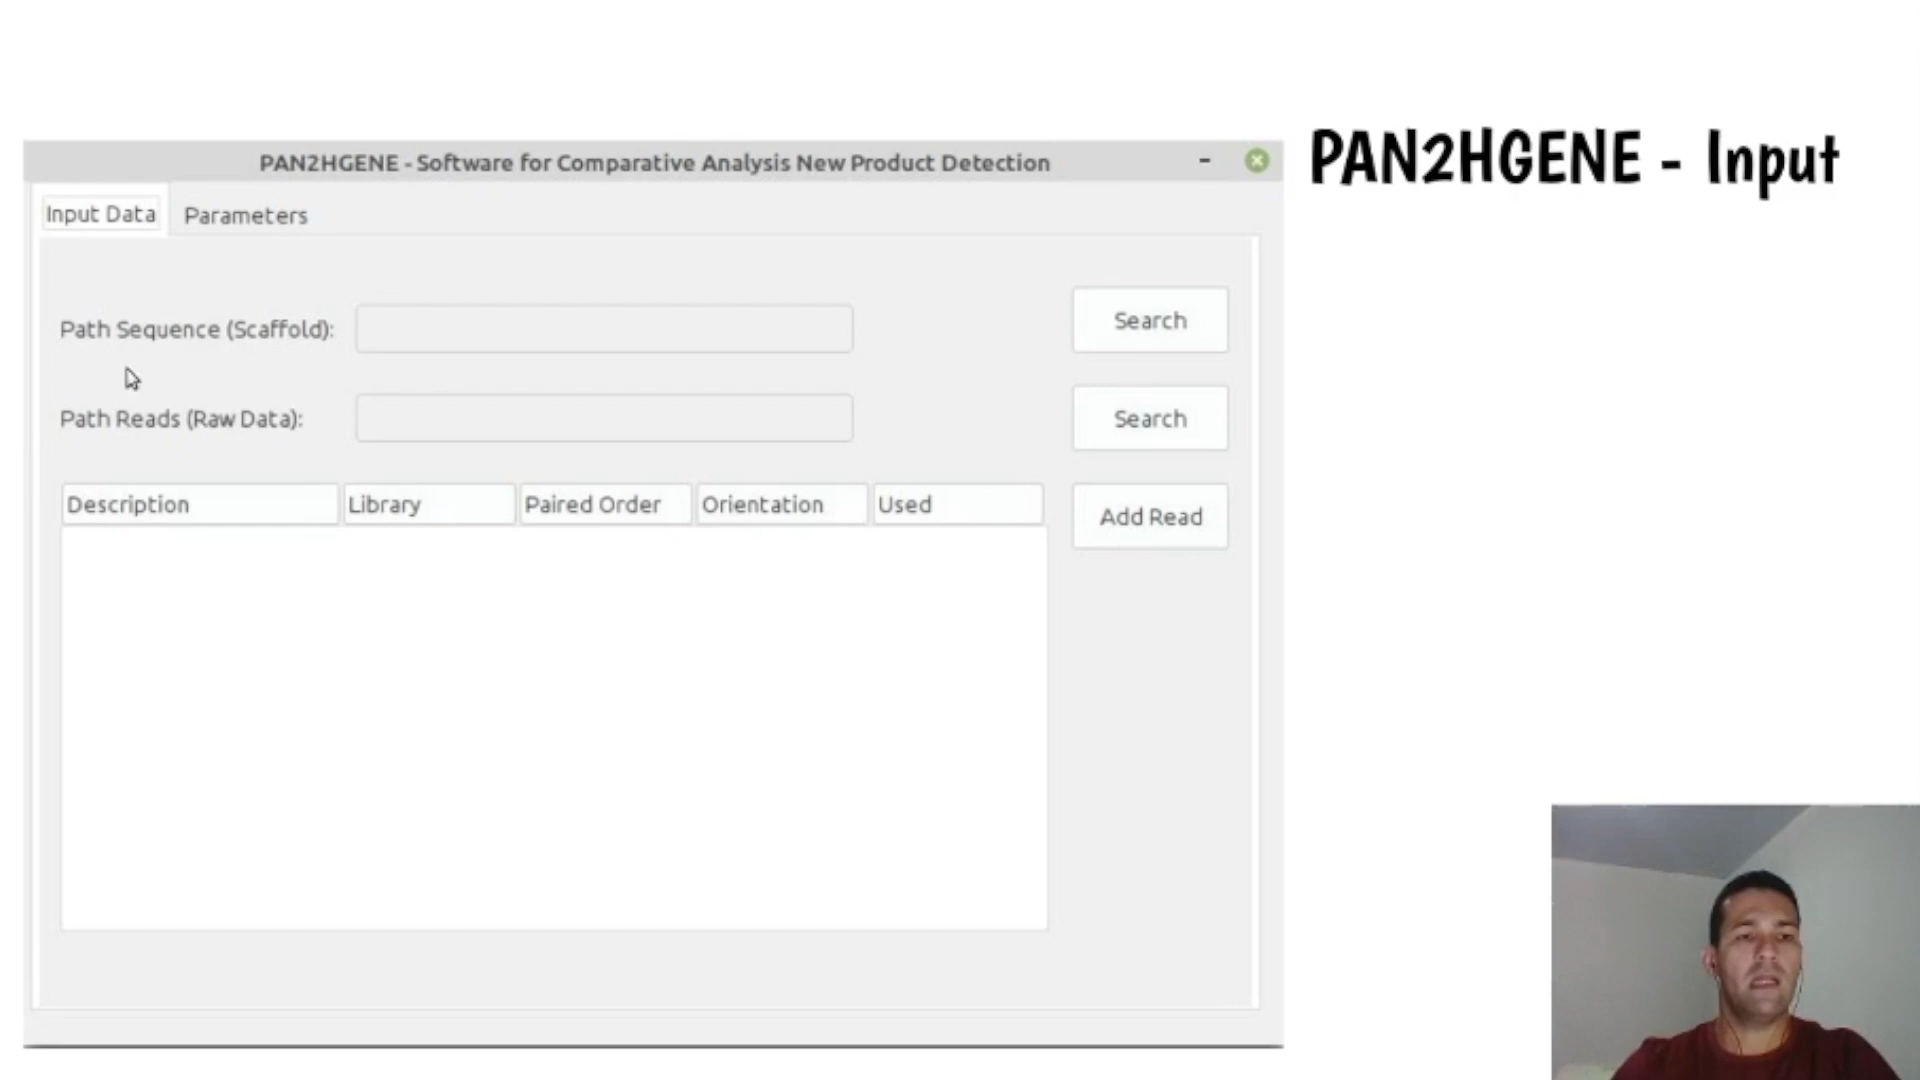 PAN2HGENE - Input
PAN2HGENE - Software for Comparative Analysis New Product Detection
Input Data
Parameters
Path Sequence (Scaffold):
Search
Path Reads (Raw Data):
Search
Description
Library
Paired Order
Orientation
Used
Add Read